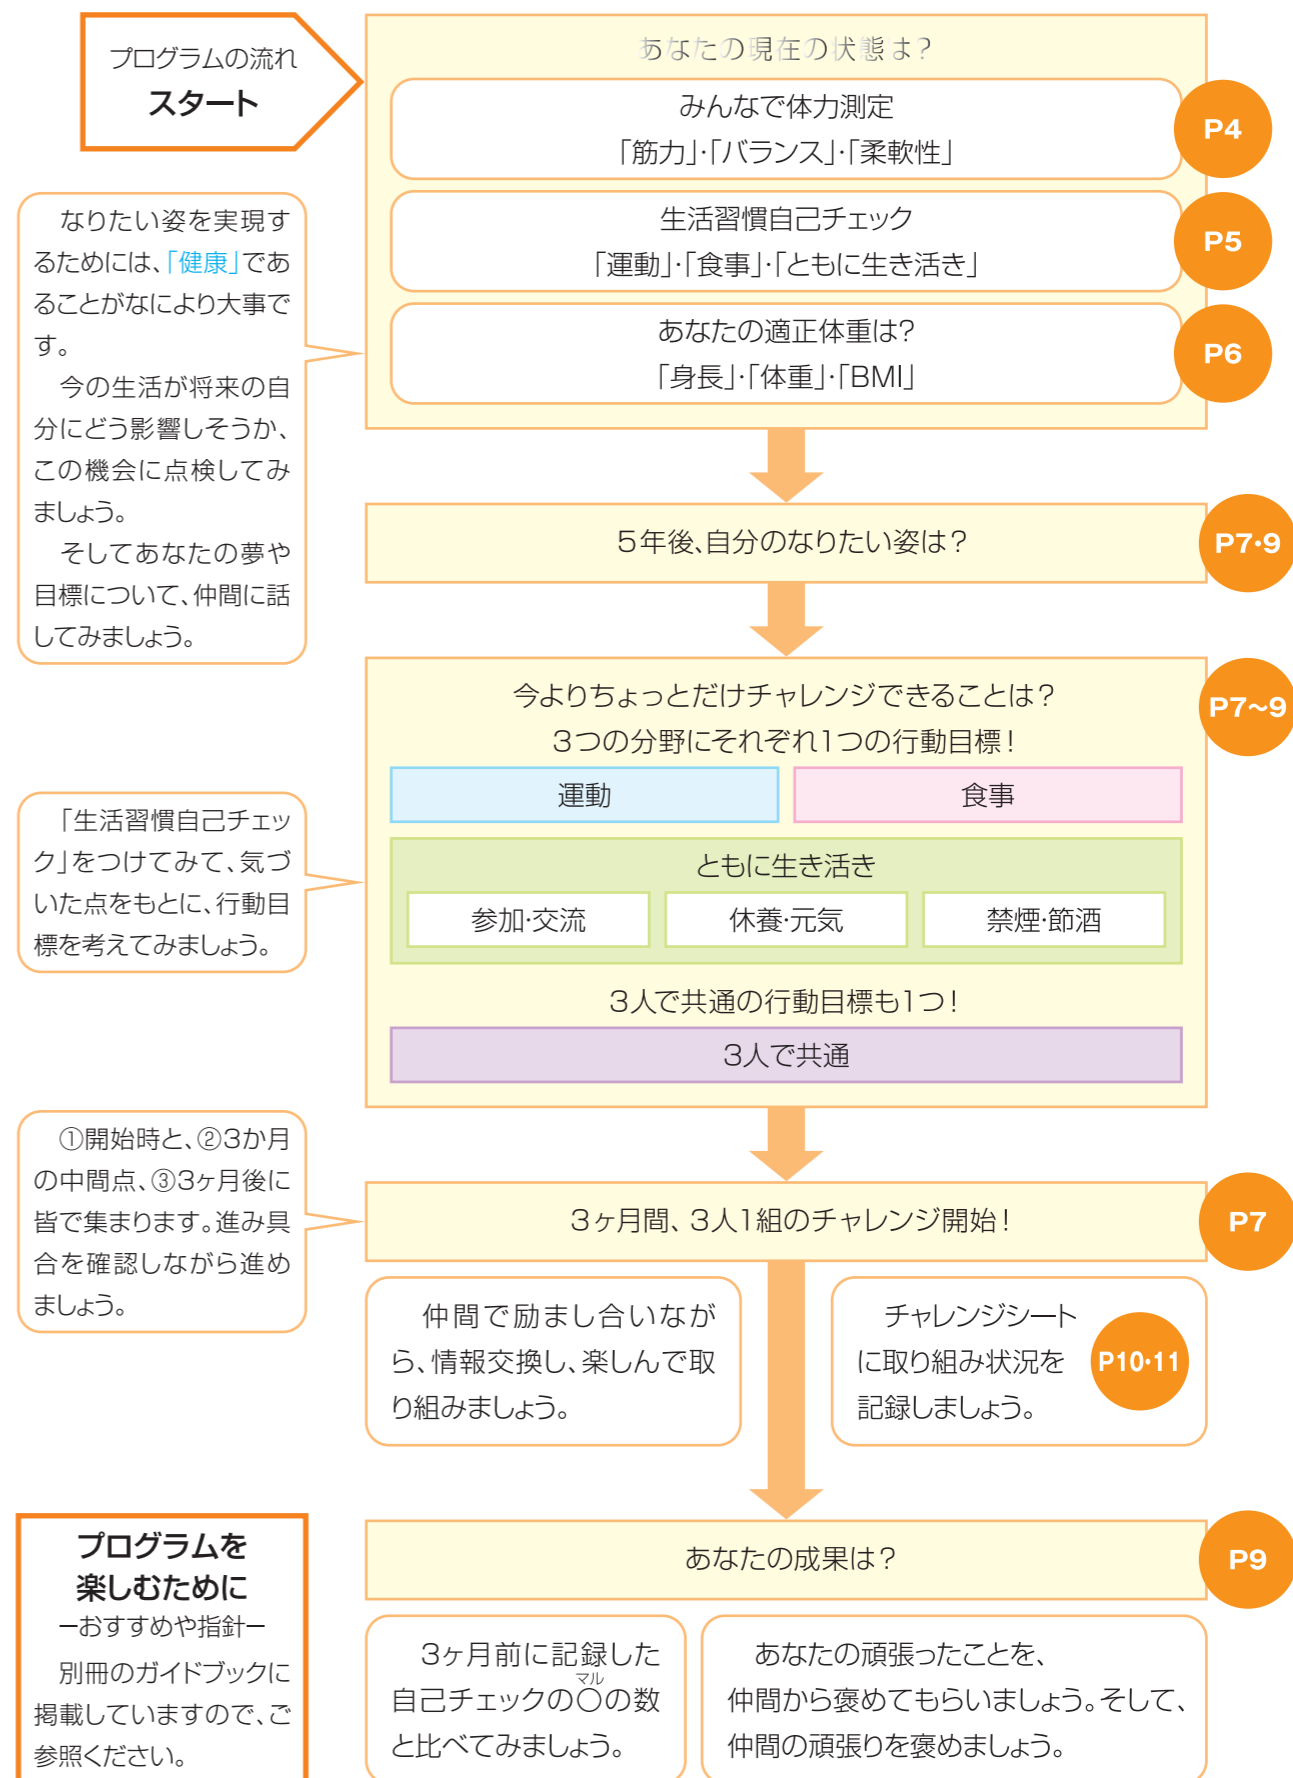 プログラムの流れ
スタート
あなたの現在の状態は？
みんなで体力測定
「筋力」・「バランス」・「柔軟性」
P4
生活習慣自己チェック
「運動」・「食事」・「ともに生き活き」
P5
あなたの適正体重は？
「身長」・「体重」・「BMI」
P6
なりたい姿を実現す
るためには、「健康」であ
ることがなにより大事で
す。
今の生活が将来の自
分にどう影響しそうか、
この機会に点検してみ
ましょう。
そしてあなたの夢や
目標について、仲間に話
してみましょう。
5年後、自分のなりたい姿は？
P7・9
今よりちょっとだけチャレンジできることは？
3つの分野にそれぞれ1つの行動目標！
P7〜9
運動
食事
ともに生き活き
参加・交流
休養・元気
禁煙・節酒
3人で共通の行動目標も1つ！
3人で共通
「生活習慣自己チェッ
ク」をつけてみて、気づ
いた点をもとに、行動目
標を考えてみましょう。
①開始時と、②3か月
の中間点、③3ヶ月後に
皆で集まります。進み具
合を確認しながら進め
ましょう。
3ヶ月間、3人1組のチャレンジ開始！
P7
仲間で励まし合いなが
ら、情報交換し、楽しんで取
り組みましょう。
チャレンジシート
に取り組み状況を
記録しましょう。
P10・11
あなたの成果は？
P9
3ヶ月前に記録した
マル
自己チェックの〇の数
と比べてみましょう。
あなたの頑張ったことを、
仲間から褒めてもらいましょう。そして、
仲間の頑張りを褒めましょう。
プログラムを
楽しむために
ーおすすめや指針ー
別冊のガイドブックに
掲載していますので、ご
参照ください。